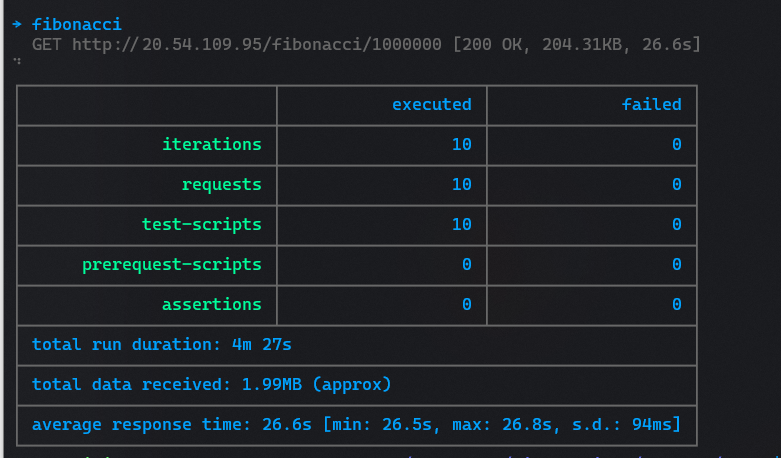 → fibonacci
GET http://20.54.109.95/fibonacci/1000000 [200 OK, 204.31KB, 26.6s]
executed failed
iterations 10 0
requests 10 0
test-scripts 10 0
prerequest-scripts 0 0
assertions 0 0
total run duration: 4m 27s
total data received: 1.99MB (approx)
average response time: 26.6s [min: 26.5s, max: 26.8s, s.d.: 94ms]